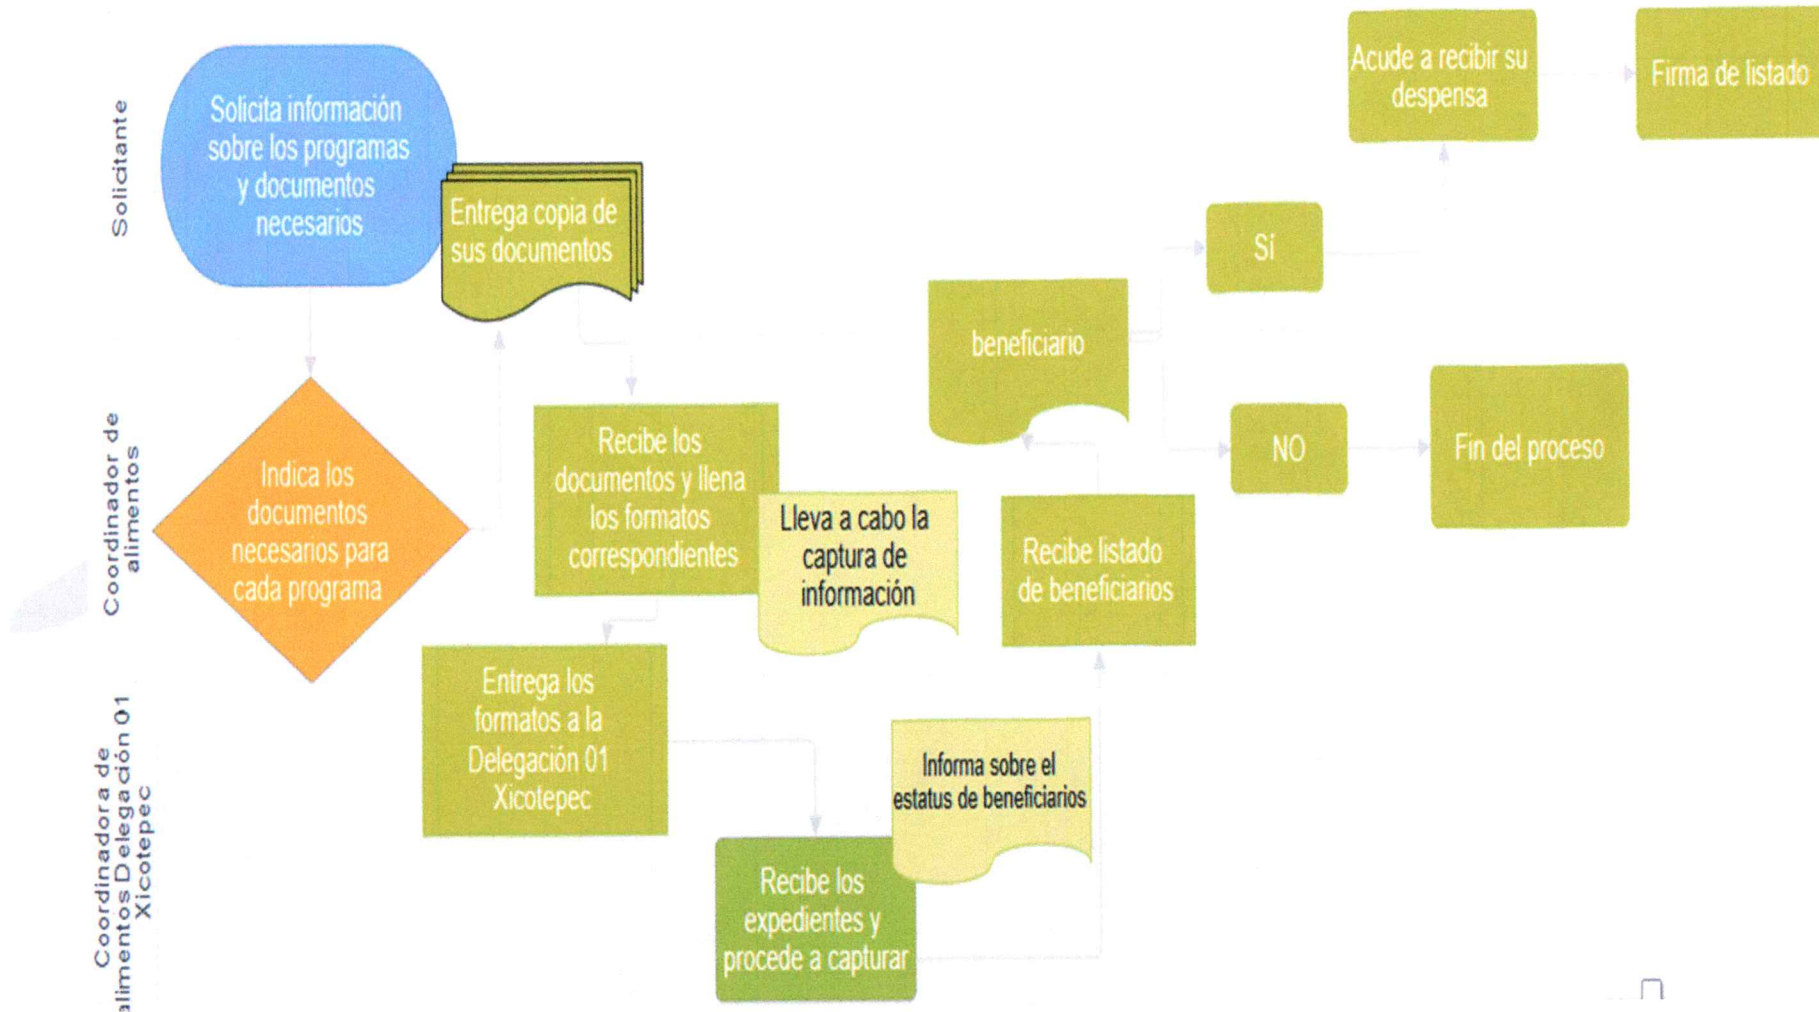 Solicitante
Solicita información
sobre los programas
y documentos
necesarios
Entrega copia de
sus documentos
Acude a recibir su
despensa
Firma de listado
Sí
beneficiario
NO
Fin del proceso
Coordinador de
alimentos
Indica los
documentos
necesarios para
cada programa
Recibe los
documentos y llena
los formatos
correspondientes
Lleva a cabo la
captura de
información
Recibe listado
de beneficiarios
Coordinadora de
alimentos Delegación 01
Xicotepec
Entrega los
formatos a la
Delegación 01
Xicotepec
Informa sobre el
estatus de beneficiarios
Recibe los
expedientes y
procede a capturar